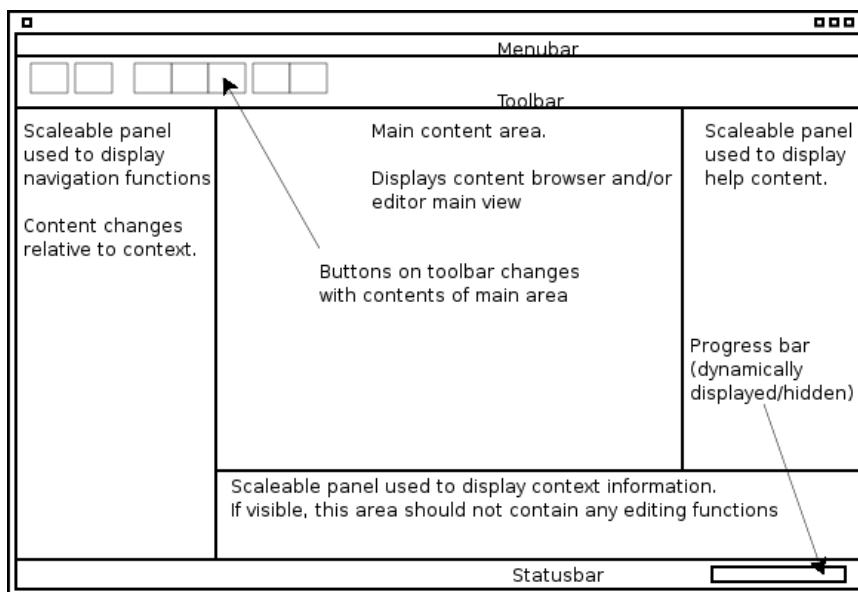 Menubar
Toolbar
Scaleable panel
used to display
navigation functions
Content changes
relative to context.
Main content area.
Displays content browser and/or
editor main view
Buttons on toolbar changes
with contents of main area
Scaleable panel
used to display
help content.
Progress bar
(dynamically
displayed/hidden)
Scaleable panel used to display context information.
If visible, this area should not contain any editing functions
Statusbar